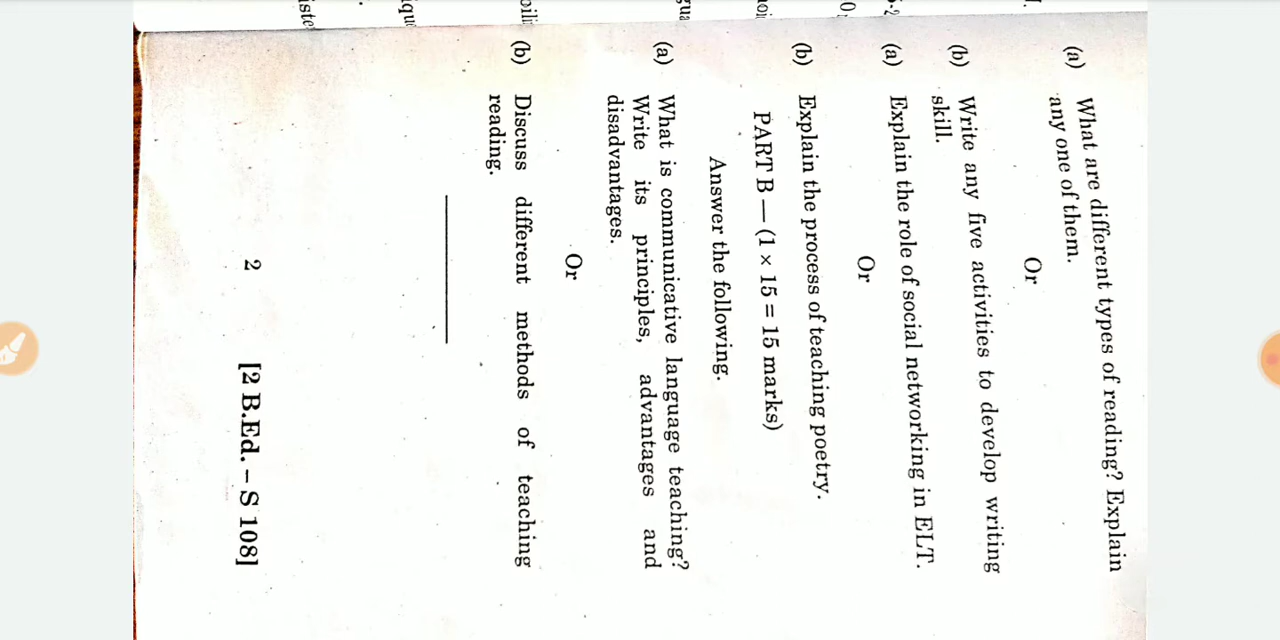 (a) What are different types of reading? Explain
any one of them.
Or
(b) Write any five activities to develop writing
skill.
(a) Explain the role of social networking in ELT.
Or
(b) Explain the process of teaching poetry.
PART B — (1 × 15 = 15 marks)
Answer the following.
(a) What is communicative language teaching?
Write its principles, advantages and
disadvantages.
Or
(b) Discuss different methods of teaching
reading.
2 [2 B.Ed. – S 108]